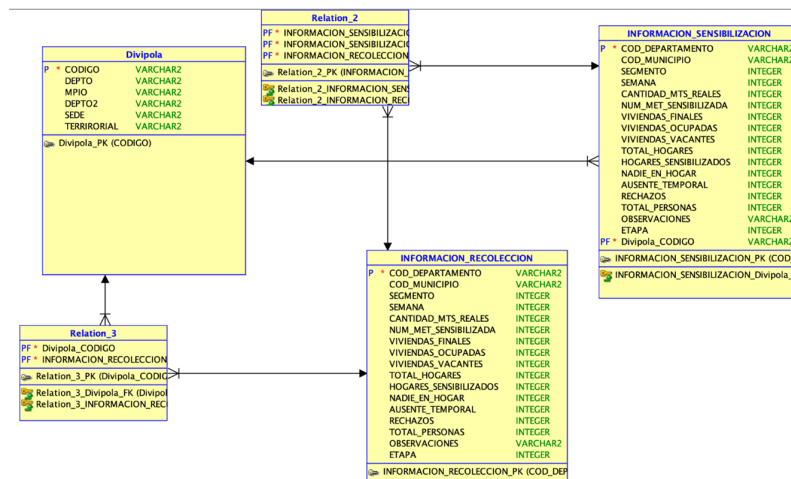 Relation_2
PF * INFORMACION_SENSIBILIZACIO
PF * INFORMACION_SENSIBILIZACIO
PF * INFORMACION_RECOLECCION
Relation_2_PK (INFORMACION_
Relation_2_INFORMACION_SEN
Relation_2_INFORMACION_REC
INFORMACION_SENSIBILIZACION
P * COD_DEPARTAMENTO VARCHAR2
COD_MUNICIPIO VARCHAR2
SEGMENTO INTEGER
SEMANA INTEGER
CANTIDAD_MTS_REALES INTEGER
NUM_MET_SENSIBILIZADA INTEGER
VIVIENDAS_FINALES INTEGER
VIVIENDAS_OCUPADAS INTEGER
VIVIENDAS_VACANTES INTEGER
TOTAL_HOGARES INTEGER
HOGARES_SENSIBILIZADOS INTEGER
NADIE_EN_HOGAR INTEGER
AUSENTE_TEMPORAL INTEGER
RECHAZOS INTEGER
TOTAL_PERSONAS INTEGER
OBSERVACIONES VARCHAR2
ETAPA INTEGER
PF * Divipola_CODIGO VARCHAR2
INFORMACION_SENSIBILIZACION_PK (COD_
INFORMACION_SENSIBILIZACION_Divipola_
Divipola
P * CODIGO VARCHAR2
DEPTO VARCHAR2
MPIO VARCHAR2
DEPTO2 VARCHAR2
SEDE VARCHAR2
TERRIRORIAL VARCHAR2
Divipola_PK (CODIGO)
INFORMACION_RECOLECCION
P * COD_DEPARTAMENTO VARCHAR2
COD_MUNICIPIO VARCHAR2
SEGMENTO INTEGER
SEMANA INTEGER
CANTIDAD_MTS_REALES INTEGER
NUM_MET_SENSIBILIZADA INTEGER
VIVIENDAS_FINALES INTEGER
VIVIENDAS_OCUPADAS INTEGER
VIVIENDAS_VACANTES INTEGER
TOTAL_HOGARES INTEGER
HOGARES_SENSIBILIZADOS INTEGER
NADIE_EN_HOGAR INTEGER
AUSENTE_TEMPORAL INTEGER
RECHAZOS INTEGER
TOTAL_PERSONAS INTEGER
OBSERVACIONES VARCHAR2
ETAPA INTEGER
INFORMACION_RECOLECCION_PK (COD_DEP
Relation_3
PF * Divipola_CODIGO
PF * INFORMACION_RECOLECCION
Relation_3_PK (Divipola_CODIG
Relation_3_Divipola_FK (Divipol
Relation_3_INFORMACION_REC